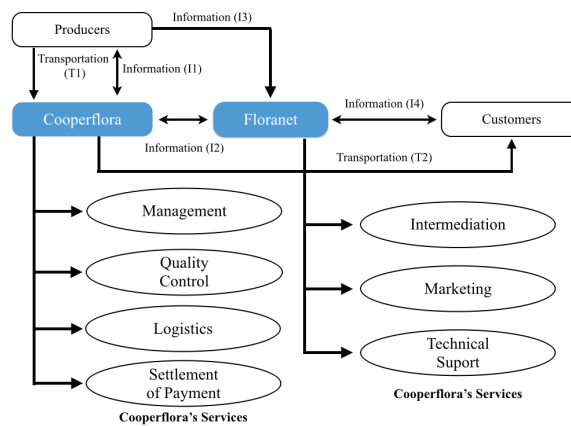 Information (I3)
Producers
Transportation
(T1)
Information (I1)
Information (I4)
Cooperflora
Floranet
Customers
Information (I2)
Transportation (T2)
Management
Intermediation
Quality
Control
Marketing
Logistics
Technical
Suport
Settlement
of Payment
Cooperflora's Services
Cooperflora's Services